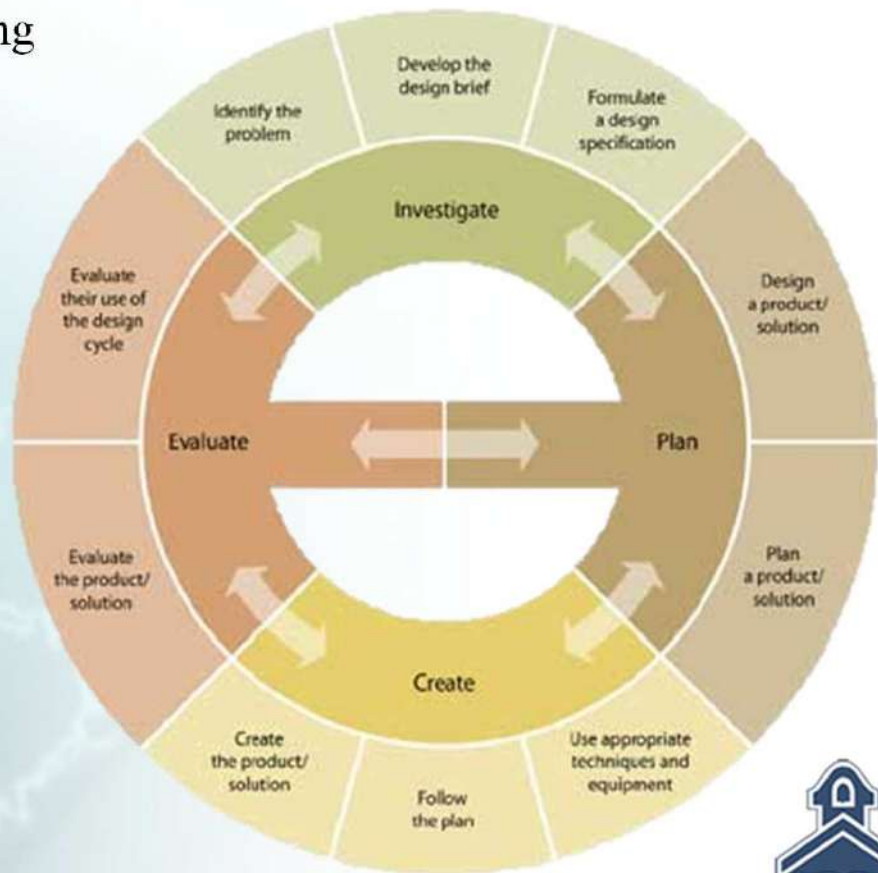 ng
Identify the
problem
Develop the
design brief
Formulate
a design
specification
Investigate
Design
a product/
solution
Plan
a product/
solution
Plan
Use appropriate
techniques and
equipment
Follow
the plan
Create
the product/
solution
Create
Evaluate
the product/
solution
Evaluate
their use of
the design
cycle
Evaluate